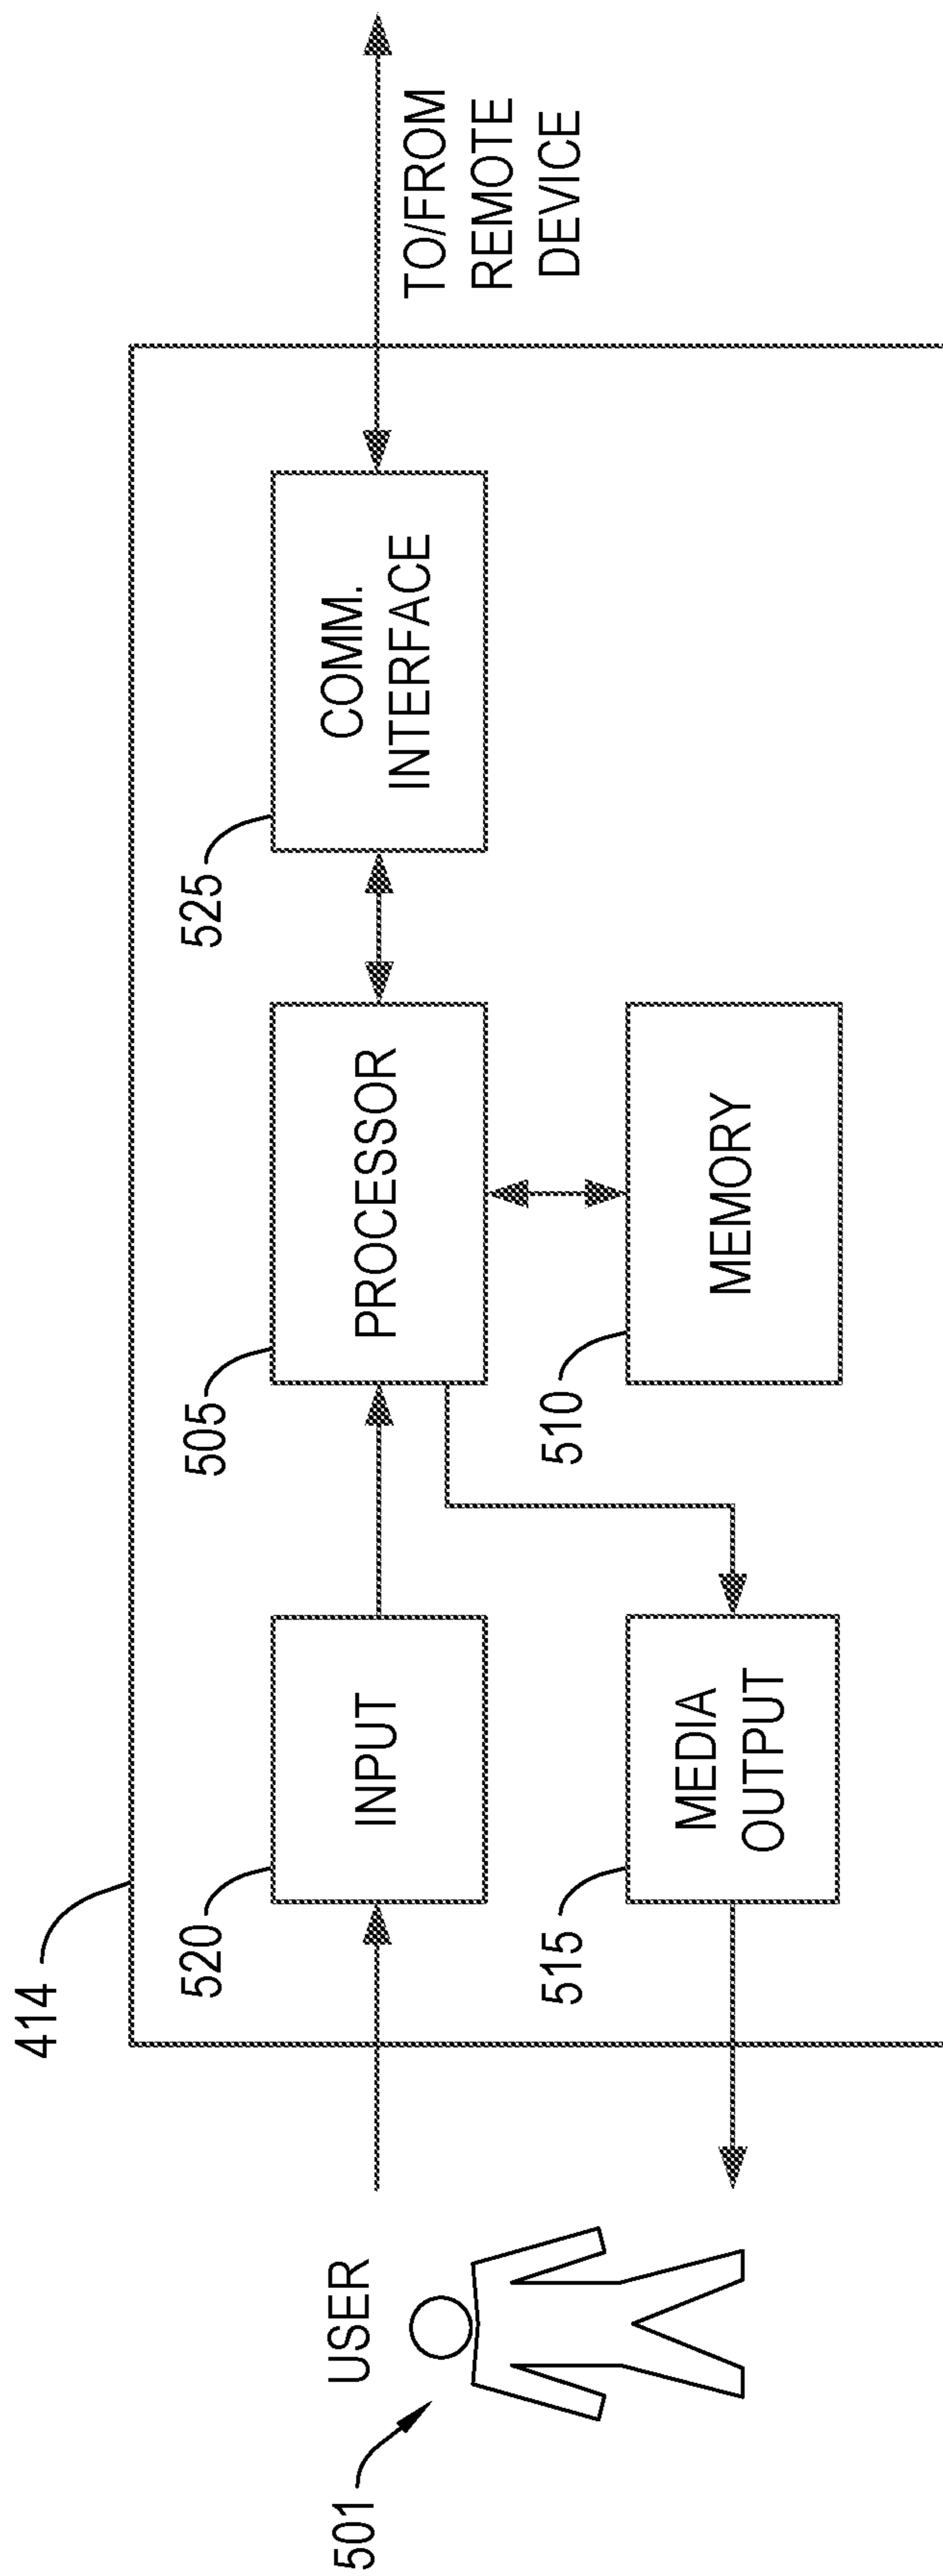 414
USER
501
520
INPUT
505
PROCESSOR
525
COMM.
INTERFACE
TO/FROM
REMOTE
DEVICE
515
MEDIA
OUTPUT
510
MEMORY